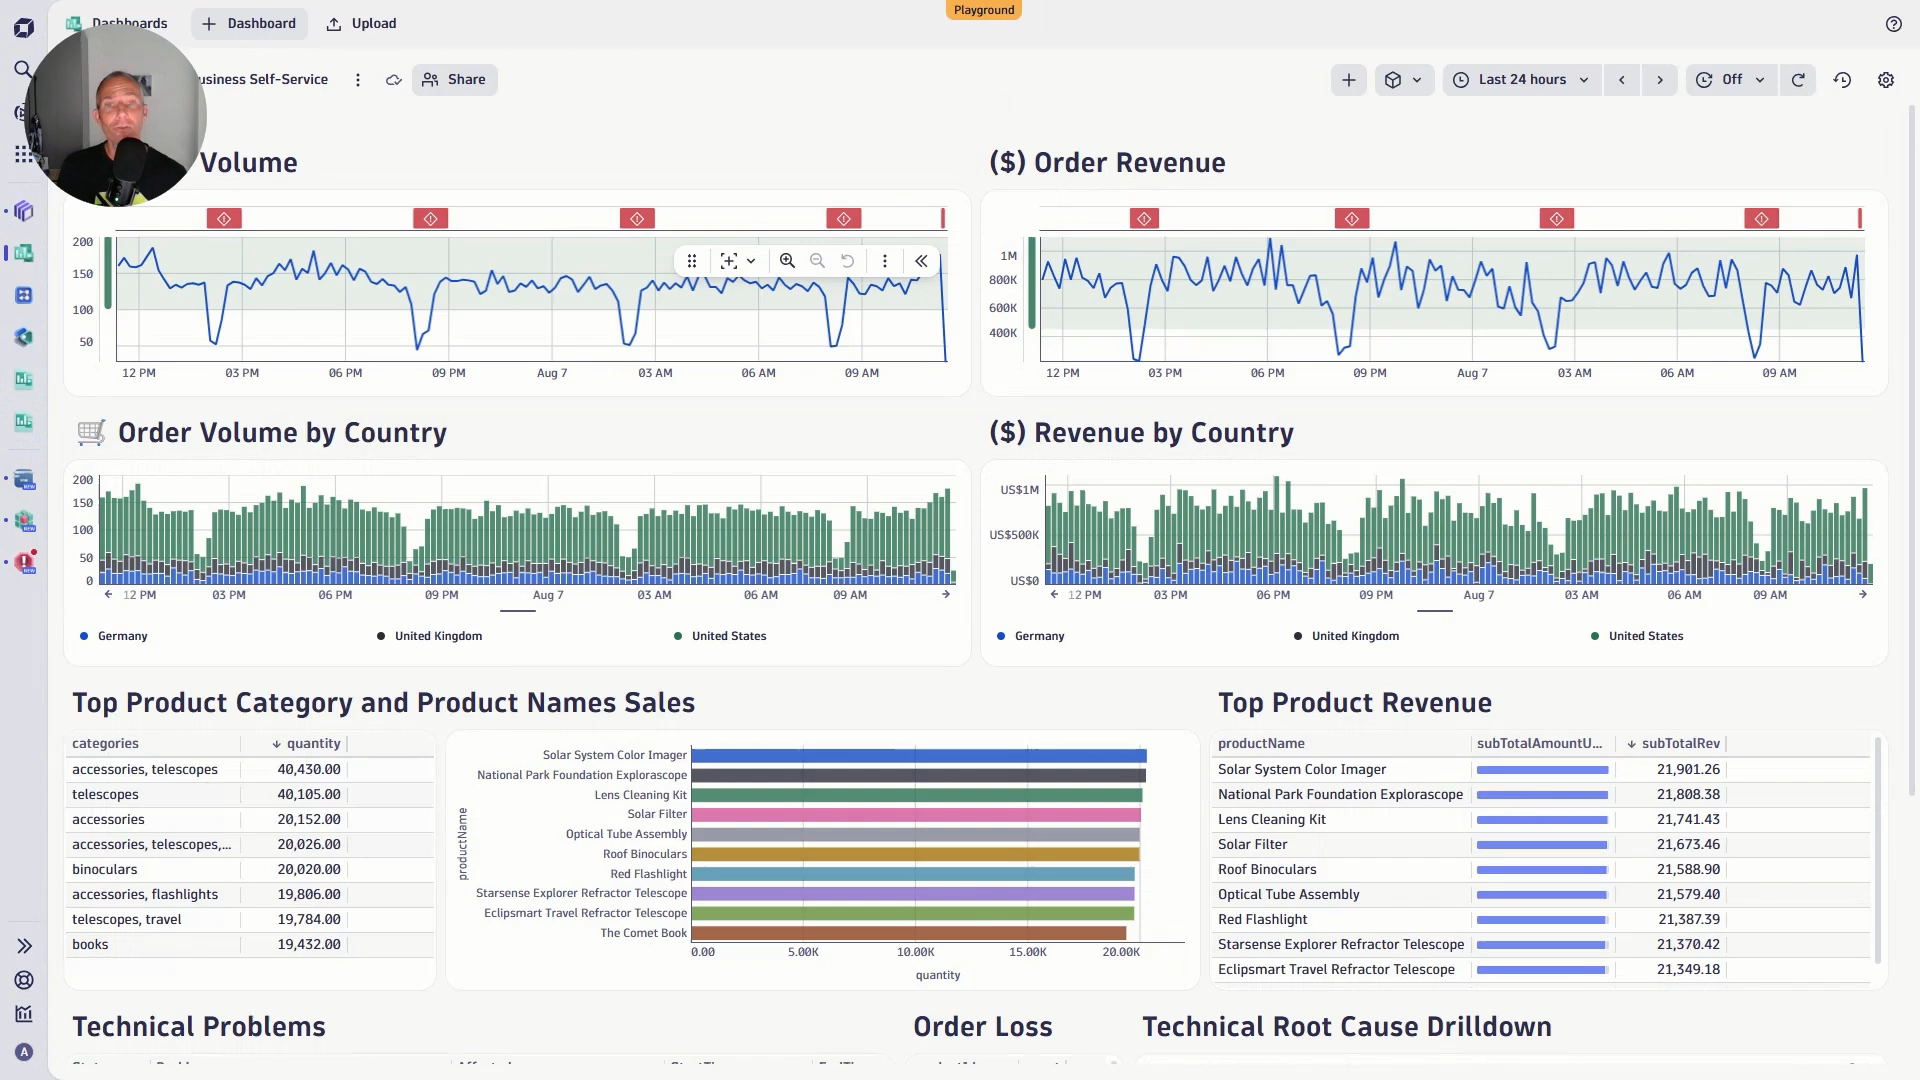 Playground
Dashboards
Dashboard
Upload
usiness Self-Service
Share
Last 24 hours
Off
Volume
200
150
100
50
12 PM 03 PM 06 PM 09 PM Aug 7 03 AM 06 AM 09 AM
($) Order Revenue
1M
800K
600K
400K
12 PM 03 PM 06 PM 09 PM Aug 7 03 AM 06 AM 09 AM
Order Volume by Country
200
150
100
50
0
12 PM 03 PM 06 PM 09 PM Aug 7 03 AM 06 AM 09 AM
Germany United Kingdom United States
($) Revenue by Country
US$1M
US$500K
US$0
12 PM 03 PM 06 PM 09 PM Aug 7 03 AM 06 AM 09 AM
Germany United Kingdom United States
Top Product Category and Product Names Sales
categories quantity
accessories, telescopes 40,430.00
telescopes 40,105.00
accessories 20,152.00
accessories, telescopes,... 20,026.00
binoculars 20,020.00
accessories, flashlights 19,806.00
telescopes, travel 19,784.00
books 19,432.00
productName
Solar System Color Imager
National Park Foundation Explorascope
Lens Cleaning Kit
Solar Filter
Optical Tube Assembly
Roof Binoculars
Red Flashlight
Starsense Explorer Refractor Telescope
Eclipsmart Travel Refractor Telescope
The Comet Book
0.00 5.00K 10.00K 15.00K 20.00K
quantity
Top Product Revenue
productName subTotalAmountU... subTotalRev
Solar System Color Imager 21,901.26
National Park Foundation Explorascope 21,808.38
Lens Cleaning Kit 21,741.43
Solar Filter 21,673.46
Roof Binoculars 21,588.90
Optical Tube Assembly 21,579.40
Red Flashlight 21,387.39
Starsense Explorer Refractor Telescope 21,370.42
Eclipsmart Travel Refractor Telescope 21,349.18
Technical Problems
Order Loss
Technical Root Cause Drilldown
NEW
NEW
NEW
A